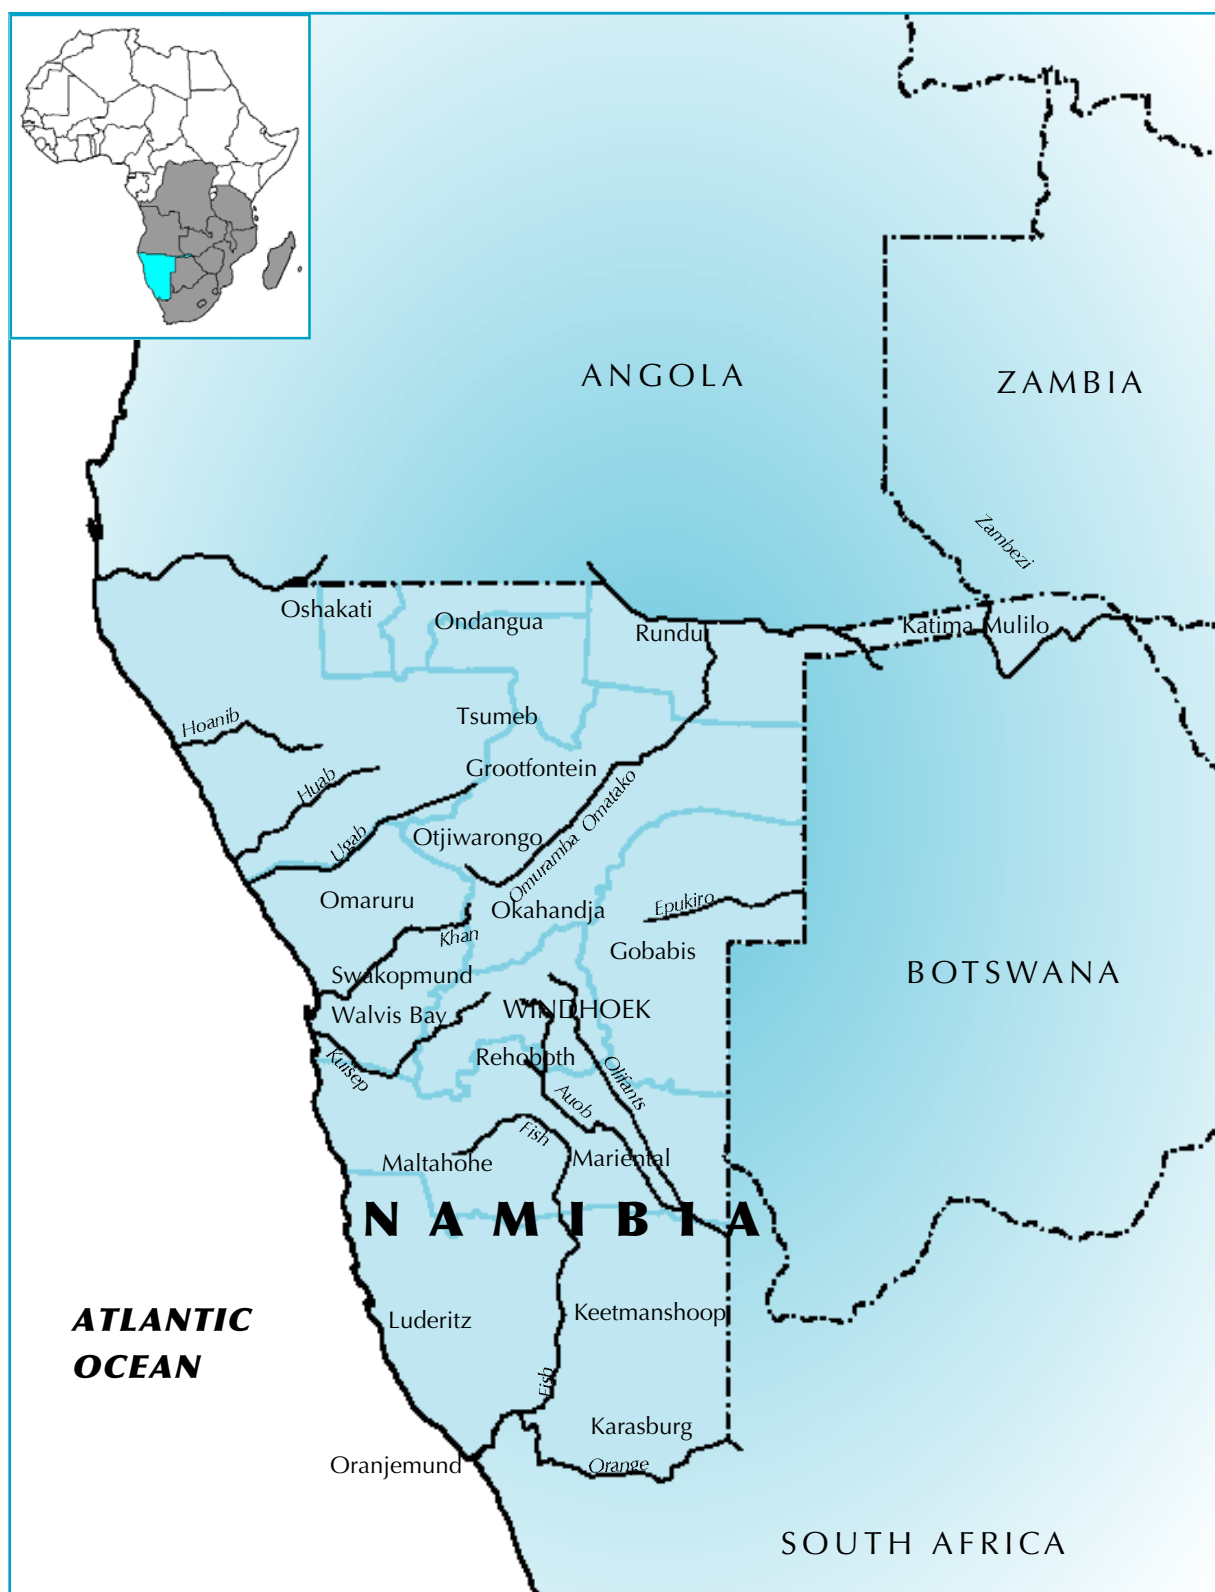 ANGOLA
ZAMBIA
Zambezi
Oshakati
Ondangua
Rundu
Katima Mulilo
Hoanib
Tsumeb
Grootfontein
Huab
Omuramba Omatako
Ugab
Otjiwarongo
Omaruru
Okahandja
Epukiro
Khan
Gobabis
Swakopmund
BOTSWANA
Walvis Bay
WINDHOEK
Rehoboth
Kuisep
Olifants
Auob
Fish
Maltahohe
Mariental
NAMIBIA
ATLANTIC
OCEAN
Luderitz
Keetmanshoop
Fish
Karasburg
Oranjemund
Orange
SOUTH AFRICA